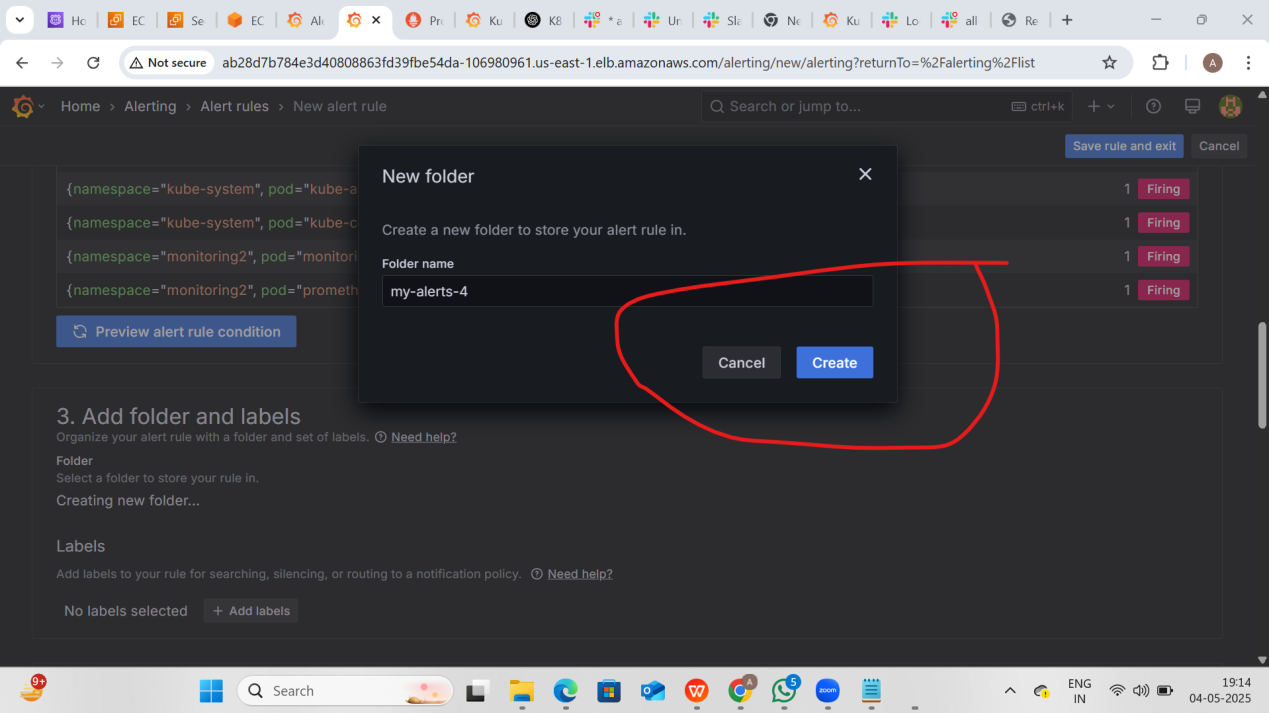 Ho
EC
Se
EC
Ale
Pro
Ku
K8
* a
Un
Sla
Ne
Ku
Lo
all
Re
Not secure
ab28d7b784e3d40808863fd39fbe54da-106980961.us-east-1.elb.amazonaws.com/alerting/new/alerting?returnTo=%2Falerting%2Flist
A
Home › Alerting › Alert rules › New alert rule
Search or jump to...
ctrl+k
Save rule and exit
Cancel
{namespace="kube-system", pod="kube-a
1 Firing
{namespace="kube-system", pod="kube-c
1 Firing
{namespace="monitoring2", pod="monitori
1 Firing
{namespace="monitoring2", pod="prometh
1 Firing
Preview alert rule condition
New folder
Create a new folder to store your alert rule in.
Folder name
my-alerts-4
Cancel
Create
3. Add folder and labels
Organize your alert rule with a folder and set of labels. Need help?
Folder
Select a folder to store your rule in.
Creating new folder...
Labels
Add labels to your rule for searching, silencing, or routing to a notification policy. Need help?
No labels selected
+ Add labels
9+
Search
A
5
zoom
ENG
IN
19:14
04-05-2025